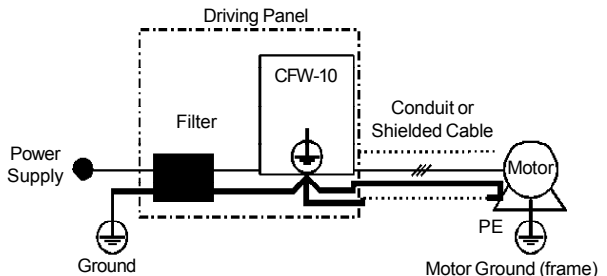 Driving Panel
CFW-10
Filter
Conduit or
Shielded Cable
Power
Supply
Motor
PE
Ground
Motor Ground (frame)